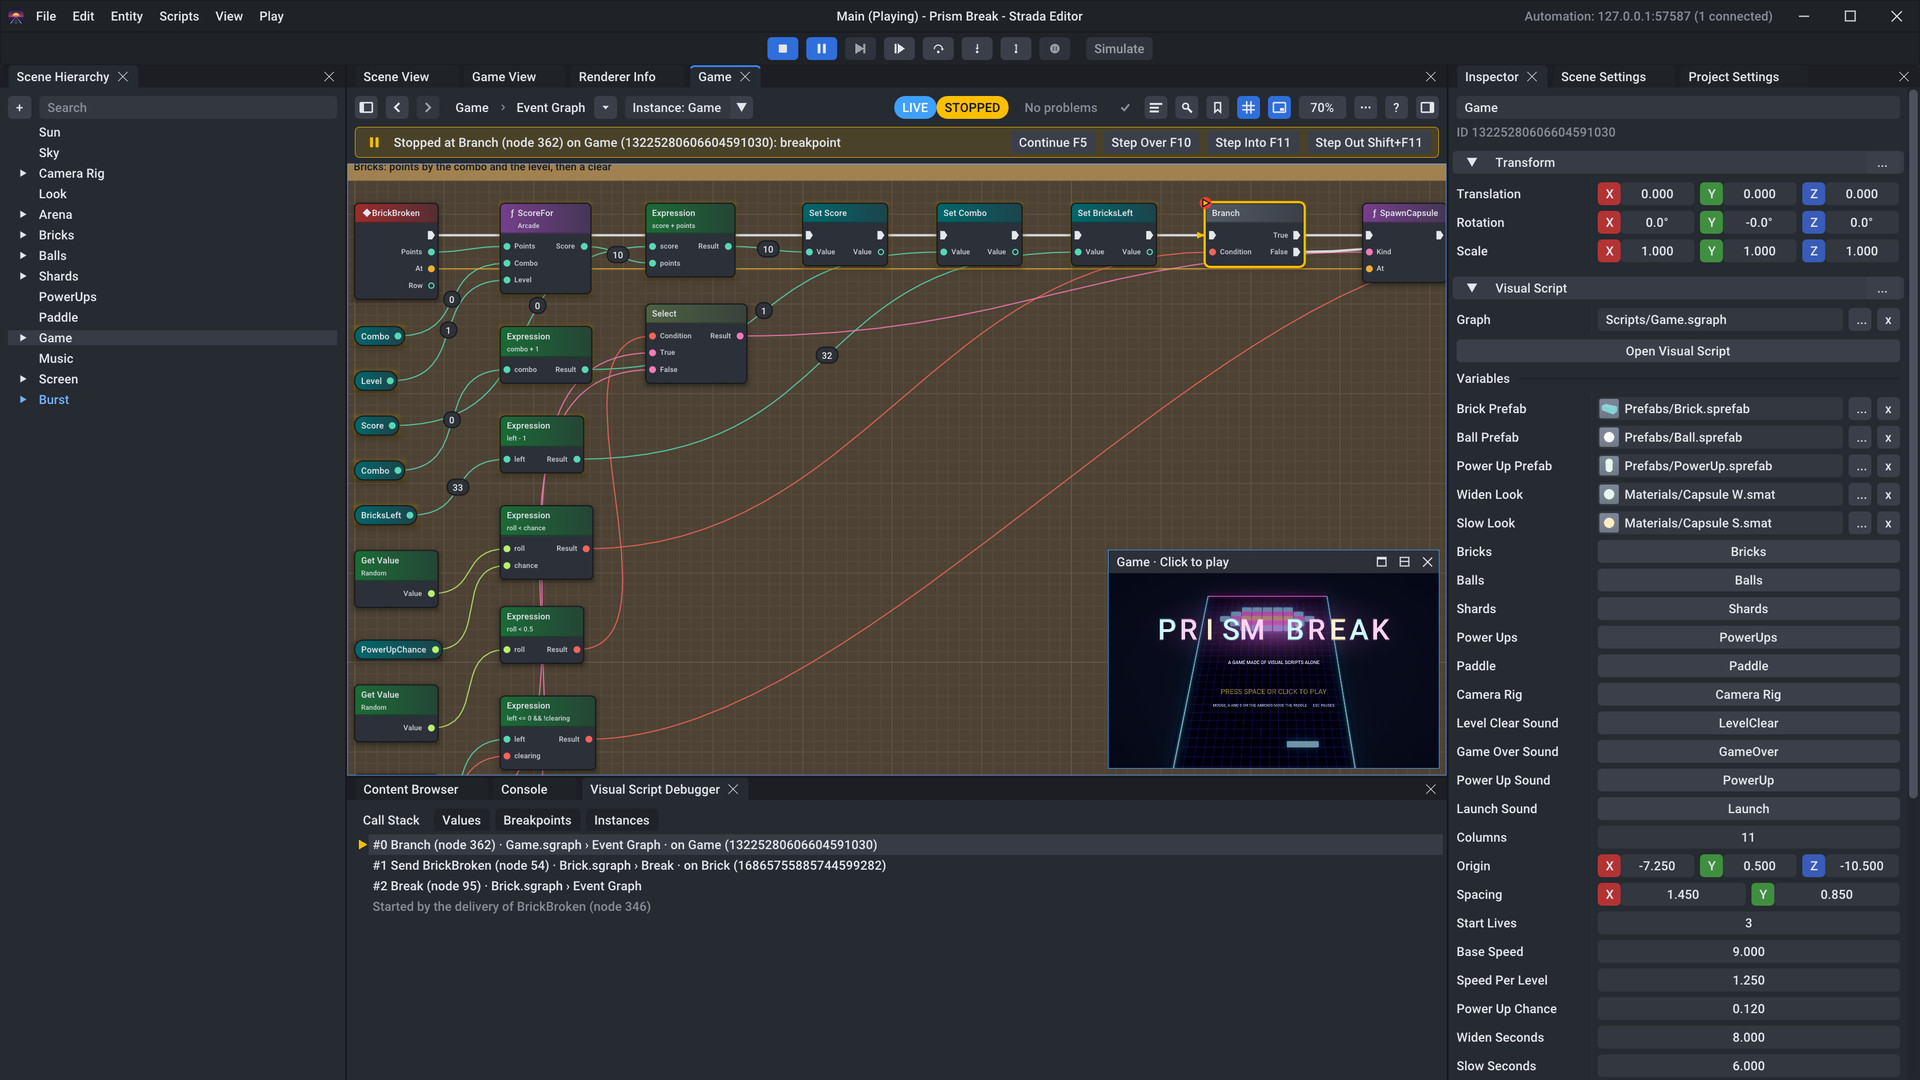 File Edit Entity Scripts View Play
Main (Playing) - Prism Break - Strada Editor
Automation: 127.0.0.1:57587 (1 connected)
Simulate
Scene Hierarchy
Search
Sun
Sky
Camera Rig
Look
Arena
Bricks
Balls
Shards
PowerUps
Paddle
Game
Music
Screen
Burst
Scene View Game View Renderer Info Game
Game › Event Graph Instance: Game
LIVE STOPPED No problems 70% ... ?
Stopped at Branch (node 362) on Game (13225280606604591030): breakpoint
Continue F5 Step Over F10 Step Into F11 Step Out Shift+F11
Bricks: points by the combo and the level, then a clear
BrickBroken
Points
At
Row
ƒ ScoreFor
Arcade
Points Score
Combo
Level
10
Expression
score + points
score Result
points
10
Set Score
Value Value
Set Combo
Value Value
Set BricksLeft
Value Value
Branch
True
Condition False
ƒ SpawnCapsule
Kind
At
0
1
0
Combo
Level
Score
Combo
BricksLeft
0
33
Expression
combo + 1
combo Result
Select
Condition Result
True
False
1
32
Expression
left - 1
left Result
Expression
roll < chance
roll Result
chance
Get Value
Random
Value
Expression
roll < 0.5
roll Result
PowerUpChance
Get Value
Random
Value
Expression
left <= 0 && !clearing
left Result
clearing
Game · Click to play
PRISM BREAK
A GAME MADE OF VISUAL SCRIPTS ALONE
PRESS SPACE OR CLICK TO PLAY
Content Browser Console Visual Script Debugger
Call Stack Values Breakpoints Instances
#0 Branch (node 362) · Game.sgraph › Event Graph · on Game (13225280606604591030)
#1 Send BrickBroken (node 54) · Brick.sgraph › Break · on Brick (16865755885744599282)
#2 Break (node 95) · Brick.sgraph › Event Graph
Started by the delivery of BrickBroken (node 346)
Inspector Scene Settings Project Settings
Game
ID 13225280606604591030
Transform ...
Translation X 0.000 Y 0.000 Z 0.000
Rotation X 0.0° Y -0.0° Z 0.0°
Scale X 1.000 Y 1.000 Z 1.000
Visual Script ...
Graph Scripts/Game.sgraph ... x
Open Visual Script
Variables
Brick Prefab Prefabs/Brick.sprefab ... x
Ball Prefab Prefabs/Ball.sprefab ... x
Power Up Prefab Prefabs/PowerUp.sprefab ... x
Widen Look Materials/Capsule W.smat ... x
Slow Look Materials/Capsule S.smat ... x
Bricks Bricks
Balls Balls
Shards Shards
Power Ups PowerUps
Paddle Paddle
Camera Rig Camera Rig
Level Clear Sound LevelClear
Game Over Sound GameOver
Power Up Sound PowerUp
Launch Sound Launch
Columns 11
Origin X -7.250 Y 0.500 Z -10.500
Spacing X 1.450 Y 0.850
Start Lives 3
Base Speed 9.000
Speed Per Level 1.250
Power Up Chance 0.120
Widen Seconds 8.000
Slow Seconds 6.000